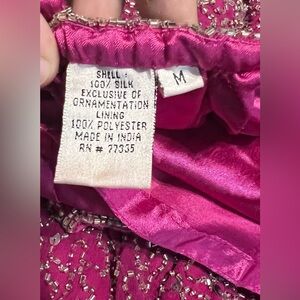 SHELL:
100% SILK
EXCLUSIVE OF
ORNAMENTATION
LINING
100% POLYESTER
MADE IN INDIA
RN # 77335
M